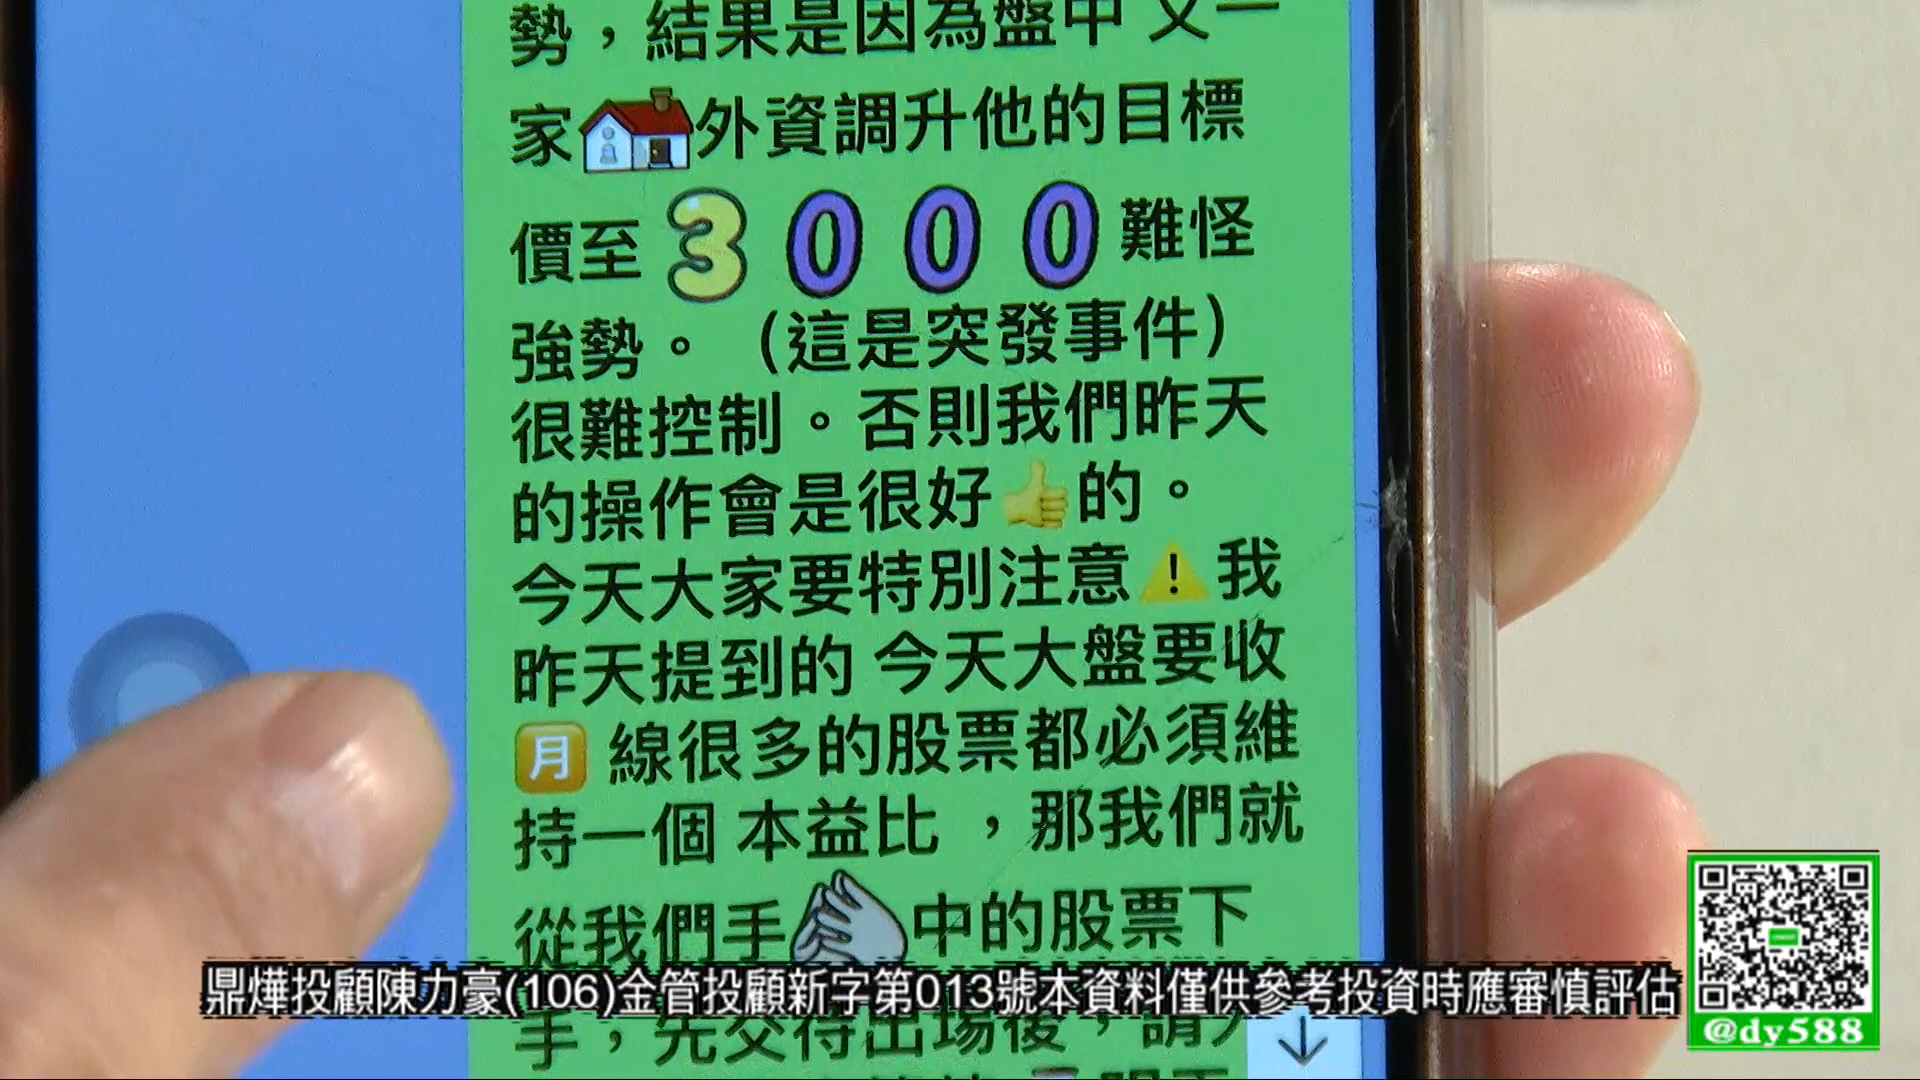 勢，結果是因為盤中 又一
家🏠外資調升他的目標
價至 3000 難怪
強勢。（這是突發事件）
很難控制。否則我們昨天
的操作會是很好👍的。
今天大家要特別注意⚠️我
昨天提到的 今天大盤要收
月 線很多的股票都必須維
持一個 本益比 ，那我們就
從我們手 中的股票下
手，先交待出場後，請
鼎燁投顧陳力豪(106)金管投顧新字第013號本資料僅供參考投資時應審慎評估
@dy588